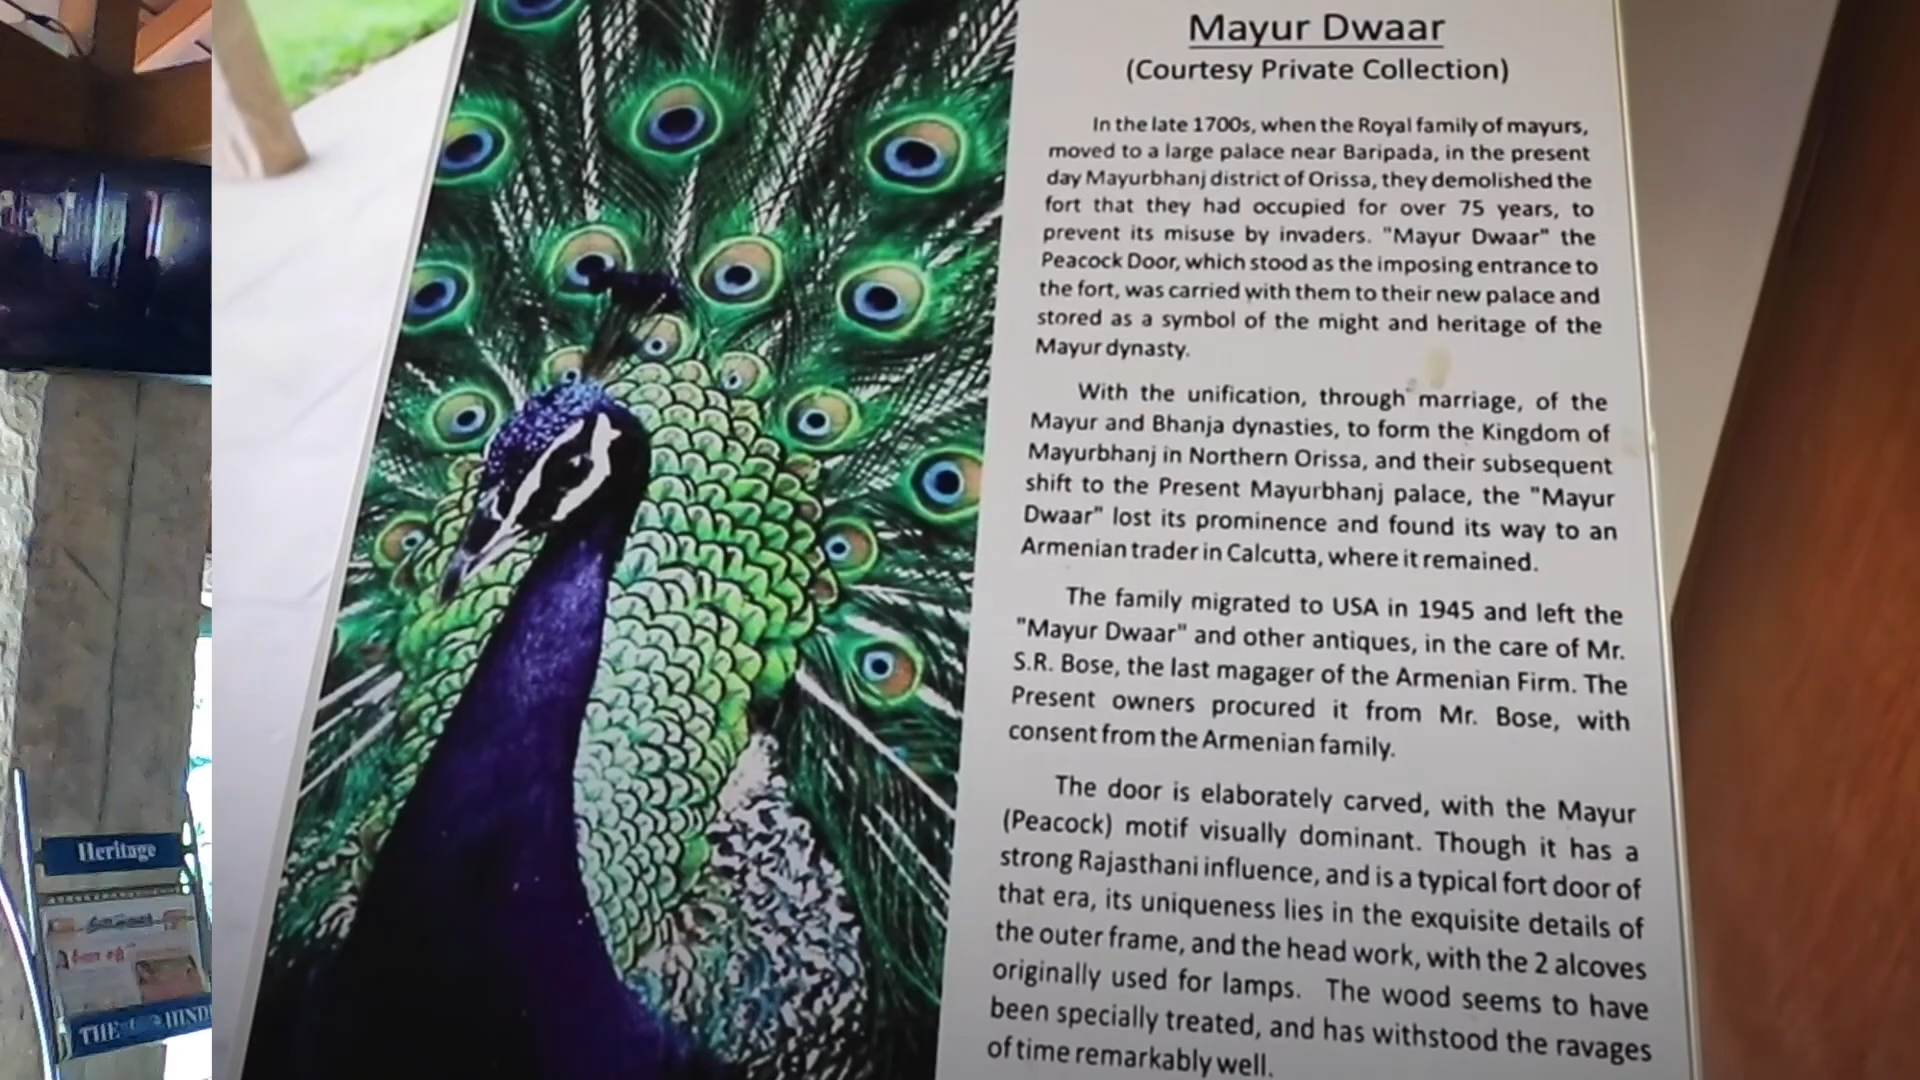 Mayur Dwaar
(Courtesy Private Collection)
In the late 1700s, when the Royal family of mayurs,
moved to a large palace near Baripada, in the present
day Mayurbhanj district of Orissa, they demolished the
fort that they had occupied for over 75 years, to
prevent its misuse by invaders. "Mayur Dwaar" the
Peacock Door, which stood as the imposing entrance to
the fort, was carried with them to their new palace and
stored as a symbol of the might and heritage of the
Mayur dynasty.
With the unification, through marriage, of the
Mayur and Bhanja dynasties, to form the Kingdom of
Mayurbhanj in Northern Orissa, and their subsequent
shift to the Present Mayurbhanj palace, the "Mayur
Dwaar" lost its prominence and found its way to an
Armenian trader in Calcutta, where it remained.
The family migrated to USA in 1945 and left the
"Mayur Dwaar" and other antiques, in the care of Mr.
S.R. Bose, the last magager of the Armenian Firm. The
Present owners procured it from Mr. Bose, with
consent from the Armenian family.
The door is elaborately carved, with the Mayur
(Peacock) motif visually dominant. Though it has a
strong Rajasthani influence, and is a typical fort door of
that era, its uniqueness lies in the exquisite details of
the outer frame, and the head work, with the 2 alcoves
originally used for lamps. The wood seems to have
been specially treated, and has withstood the ravages
of time remarkably well.
Heritage
THE HIND